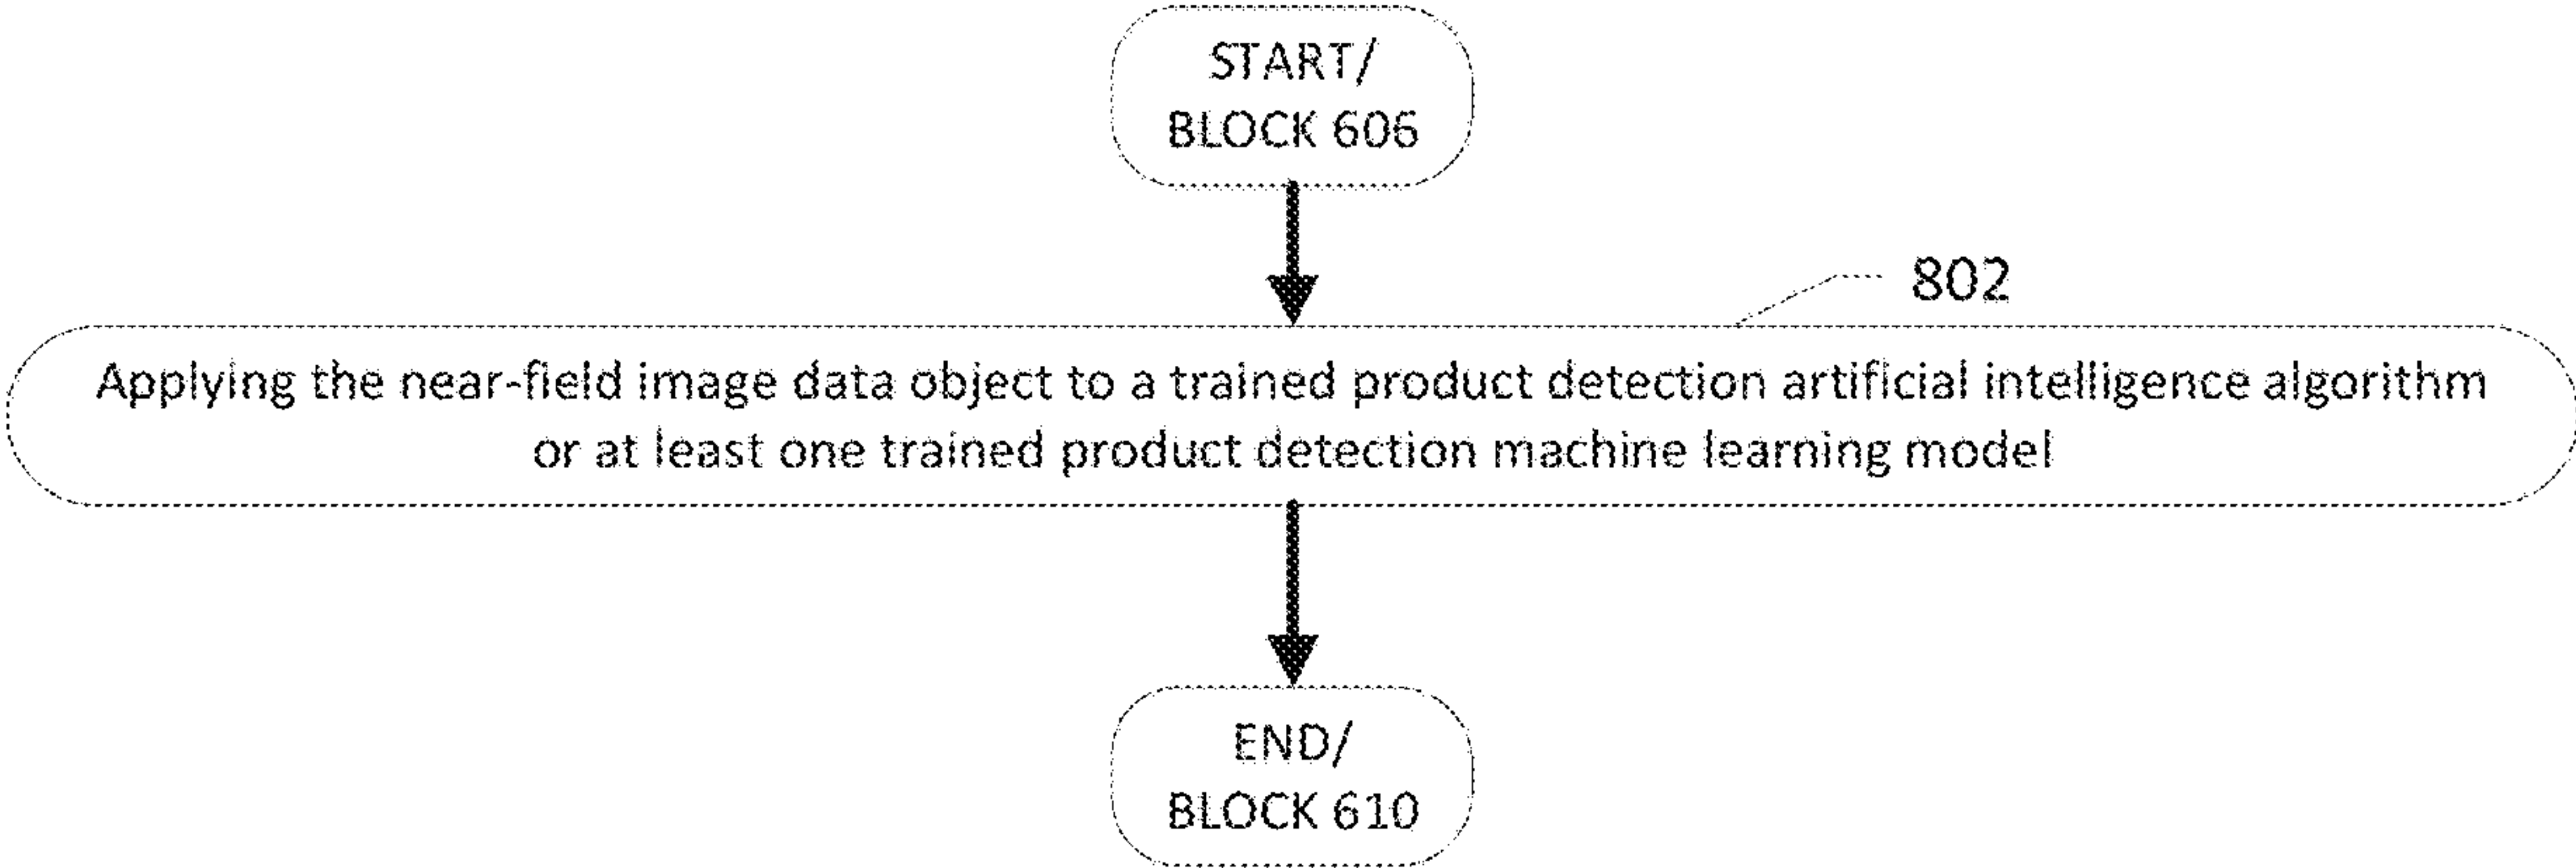 START/
BLOCK 606
802
Applying the near-field image data object to a trained product detection artificial intelligence algorithm
or at least one trained product detection machine learning model
END/
BLOCK 610